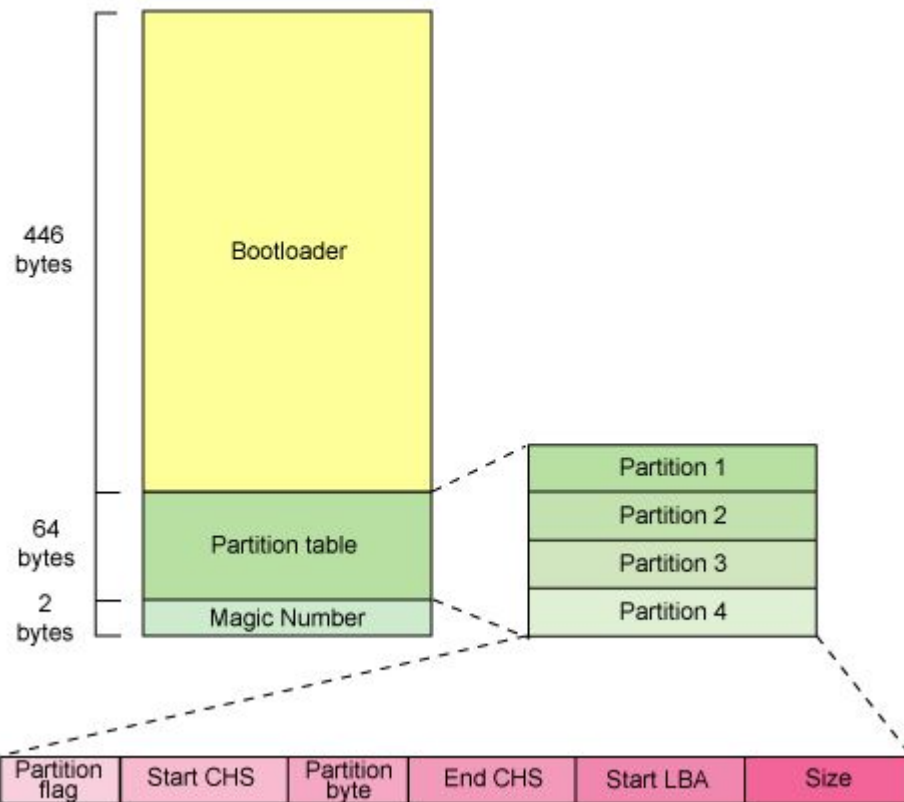 446
bytes
Bootloader
64
bytes
Partition table
2
bytes
Magic Number
Partition 1
Partition 2
Partition 3
Partition 4
Partition
flag
Start CHS
Partition
byte
End CHS
Start LBA
Size